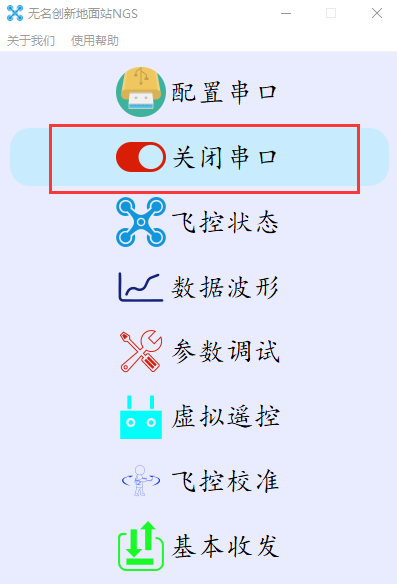 无名创新地面站NGS
关于我们 使用帮助
配置串口
关闭串口
飞控状态
数据波形
参数调试
虚拟遥控
飞控校准
基本收发